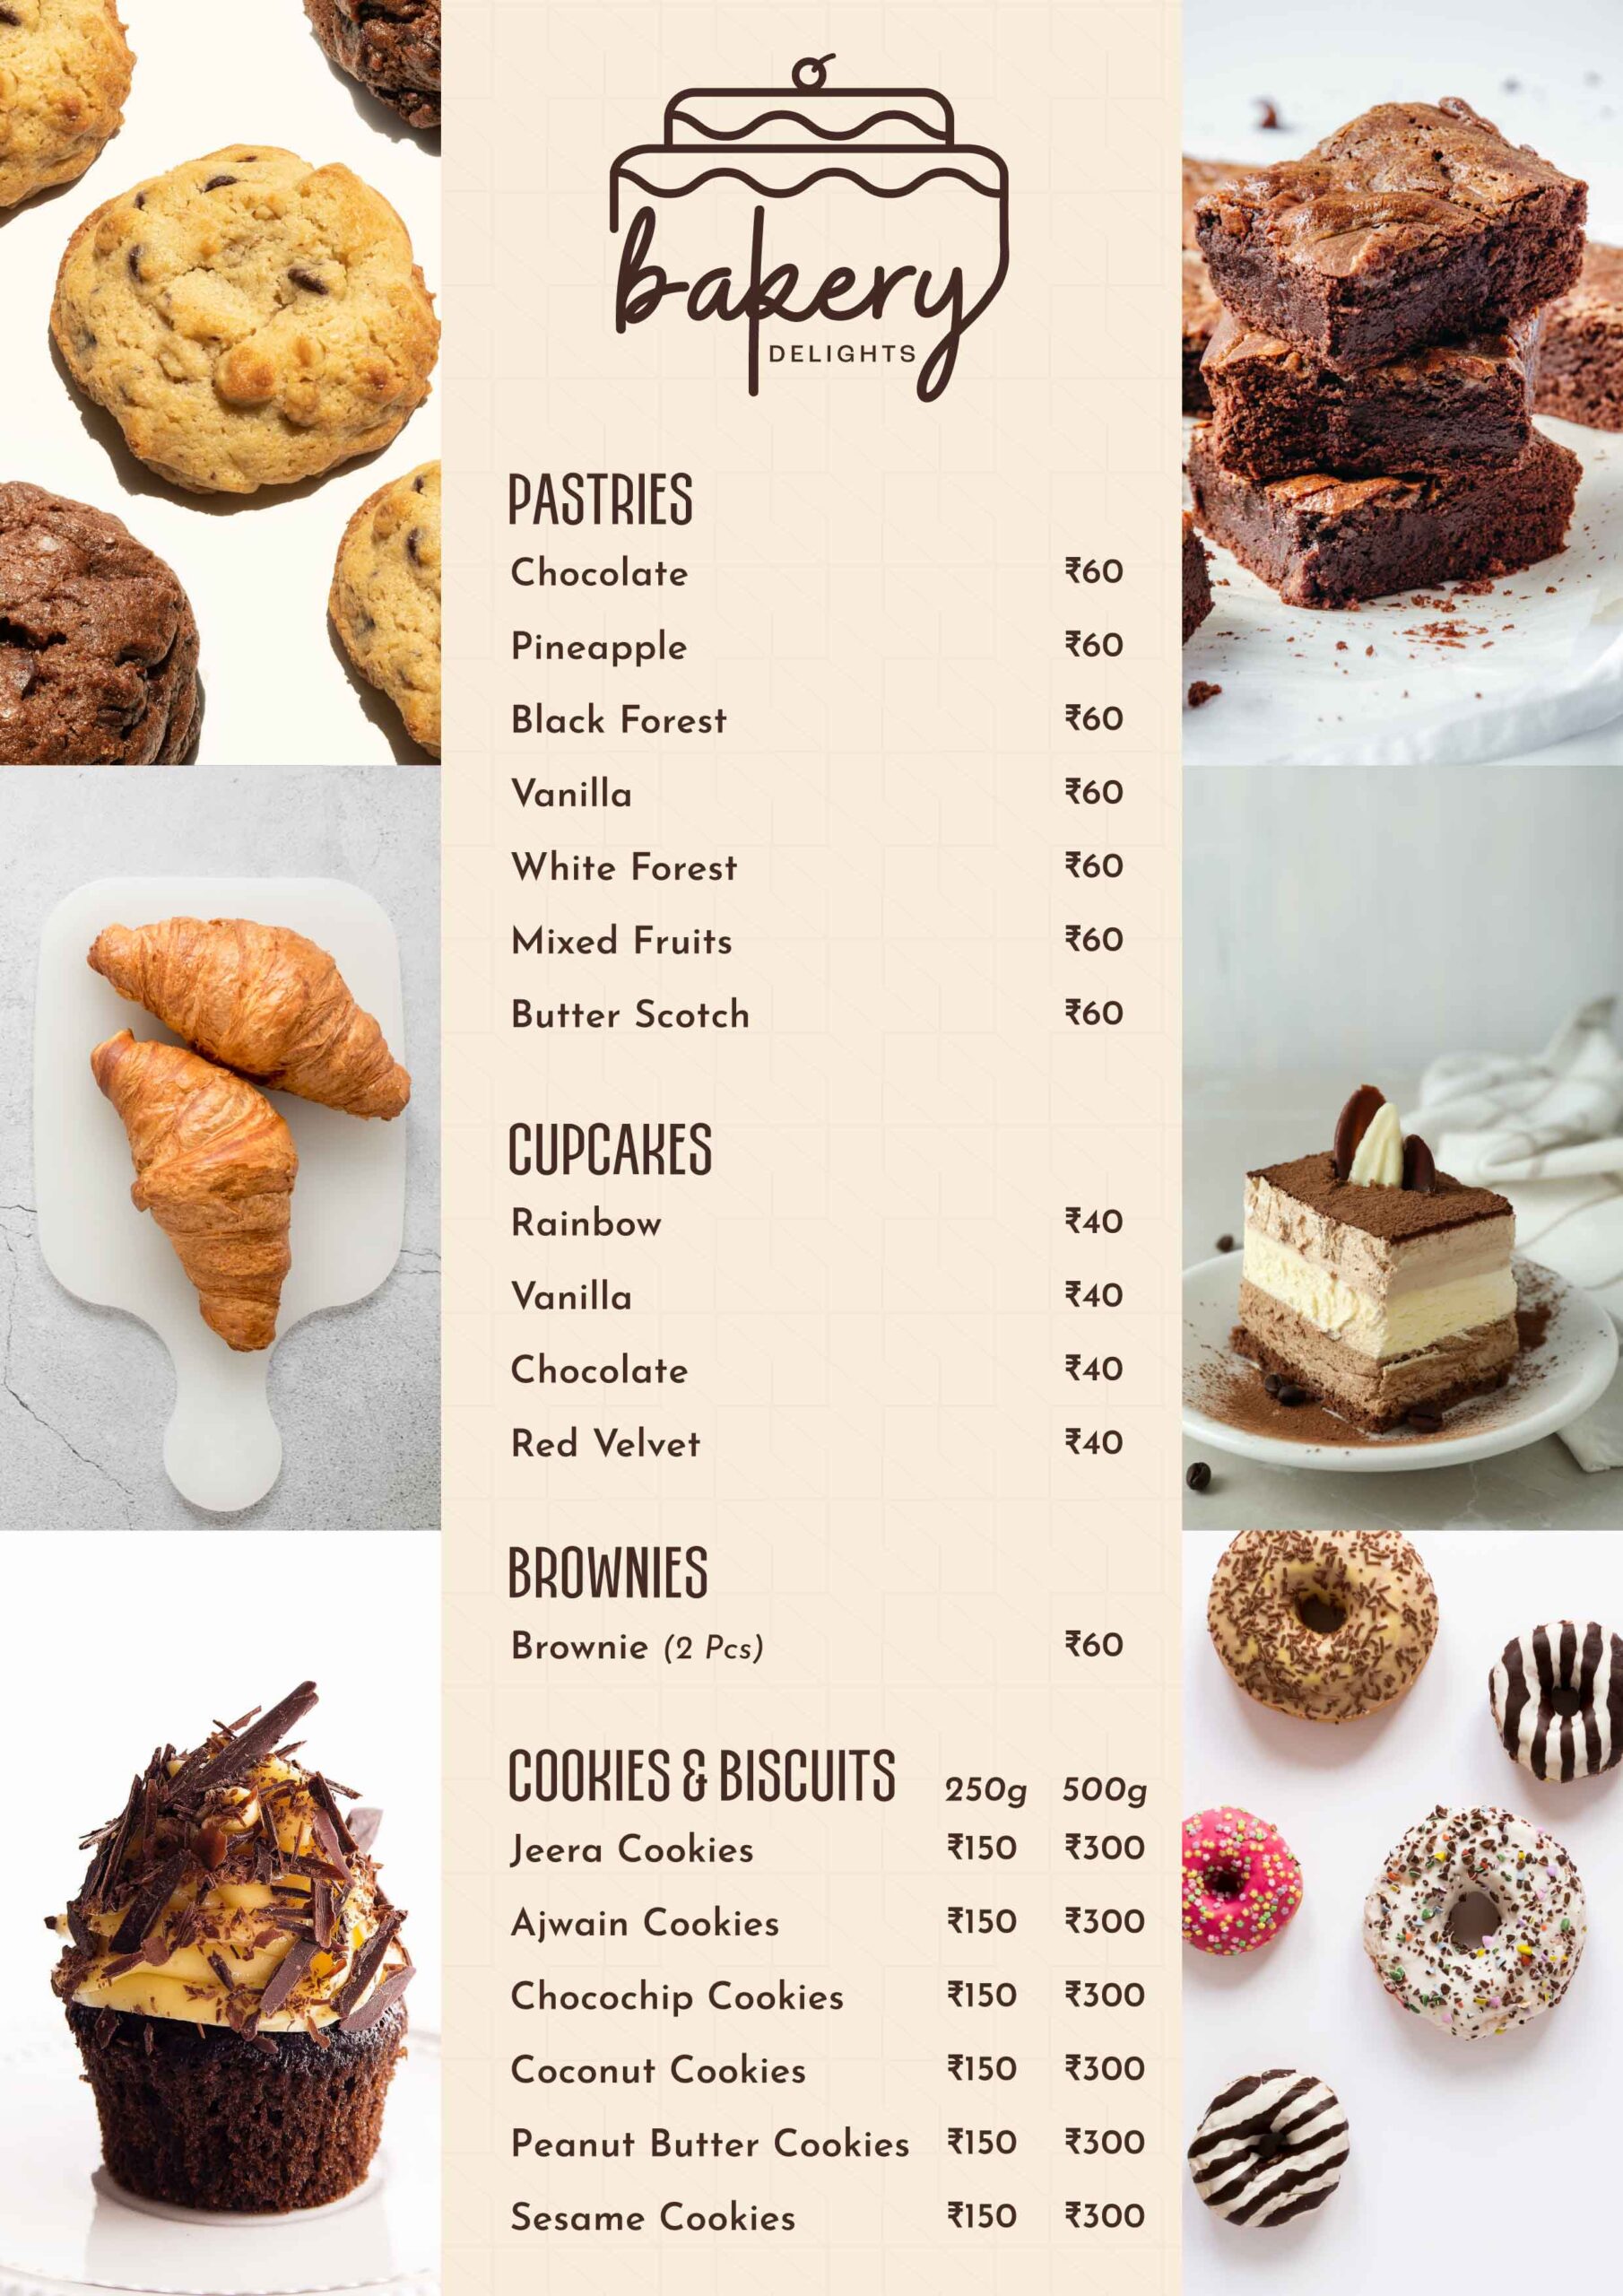 bakery
DELIGHTS
PASTRIES
Chocolate ₹60
Pineapple ₹60
Black Forest ₹60
Vanilla ₹60
White Forest ₹60
Mixed Fruits ₹60
Butter Scotch ₹60
CUPCAKES
Rainbow ₹40
Vanilla ₹40
Chocolate ₹40
Red Velvet ₹40
BROWNIES
Brownie (2 Pcs) ₹60
COOKIES & BISCUITS 250g 500g
Jeera Cookies ₹150 ₹300
Ajwain Cookies ₹150 ₹300
Chocochip Cookies ₹150 ₹300
Coconut Cookies ₹150 ₹300
Peanut Butter Cookies ₹150 ₹300
Sesame Cookies ₹150 ₹300